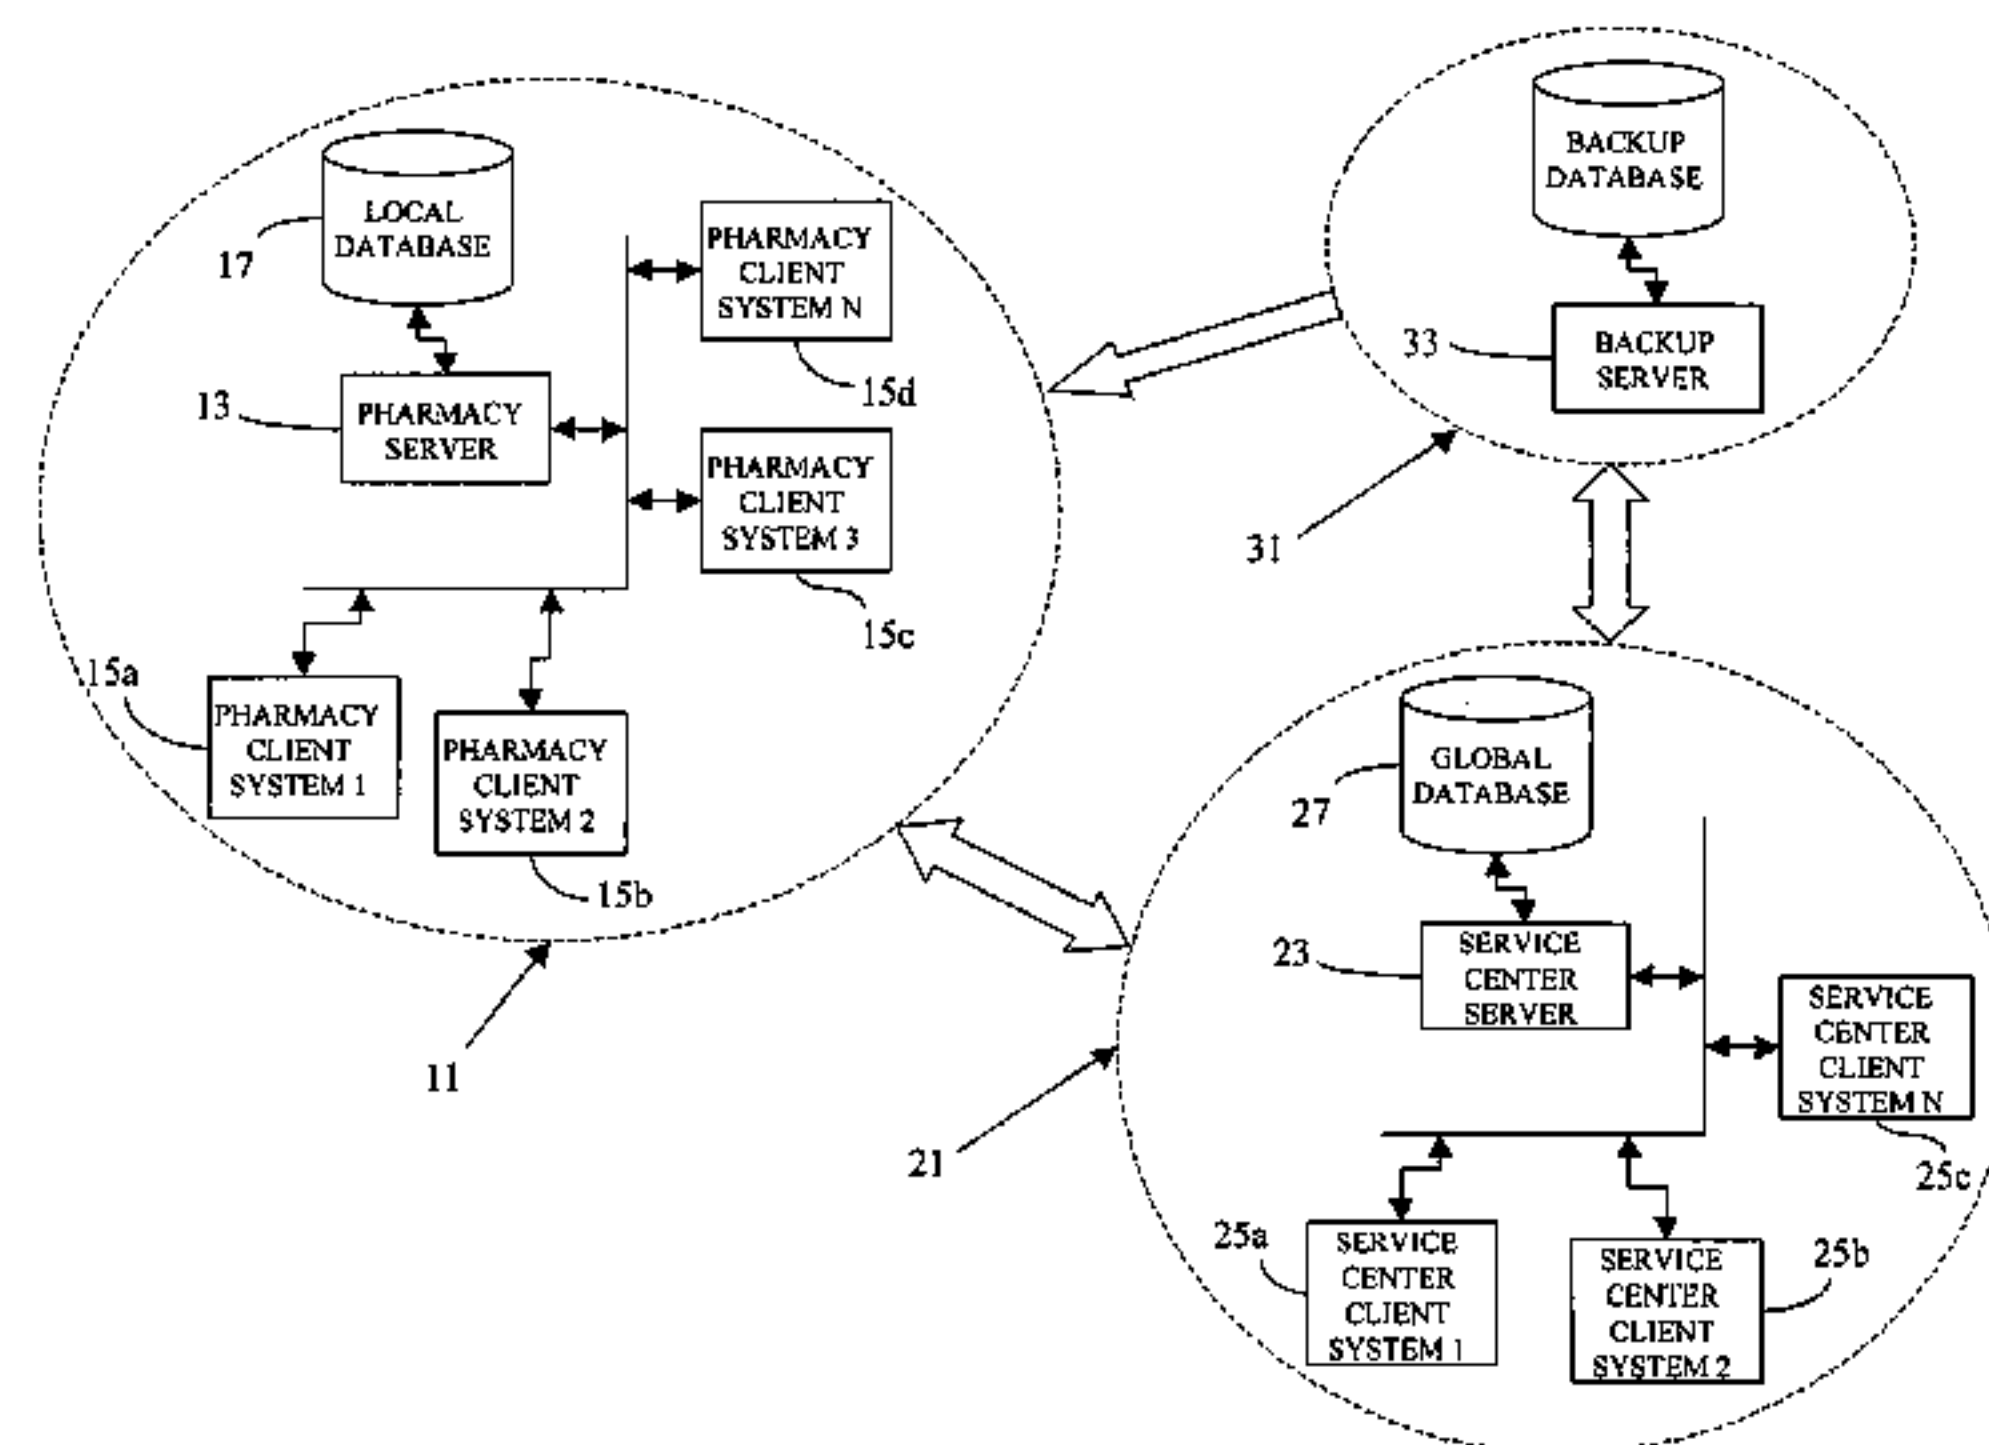 LOCAL
DATABASE
17
13
PHARMACY
SERVER
PHARMACY
CLIENT
SYSTEM N
15d
PHARMACY
CLIENT
SYSTEM 3
15c
15a
PHARMACY
CLIENT
SYSTEM 1
PHARMACY
CLIENT
SYSTEM 2
15b
11
BACKUP
DATABASE
33
BACKUP
SERVER
31
GLOBAL
DATABASE
27
23
SERVICE
CENTER
SERVER
SERVICE
CENTER
CLIENT
SYSTEM N
25c
21
25a
SERVICE
CENTER
CLIENT
SYSTEM 1
SERVICE
CENTER
CLIENT
SYSTEM 2
25b